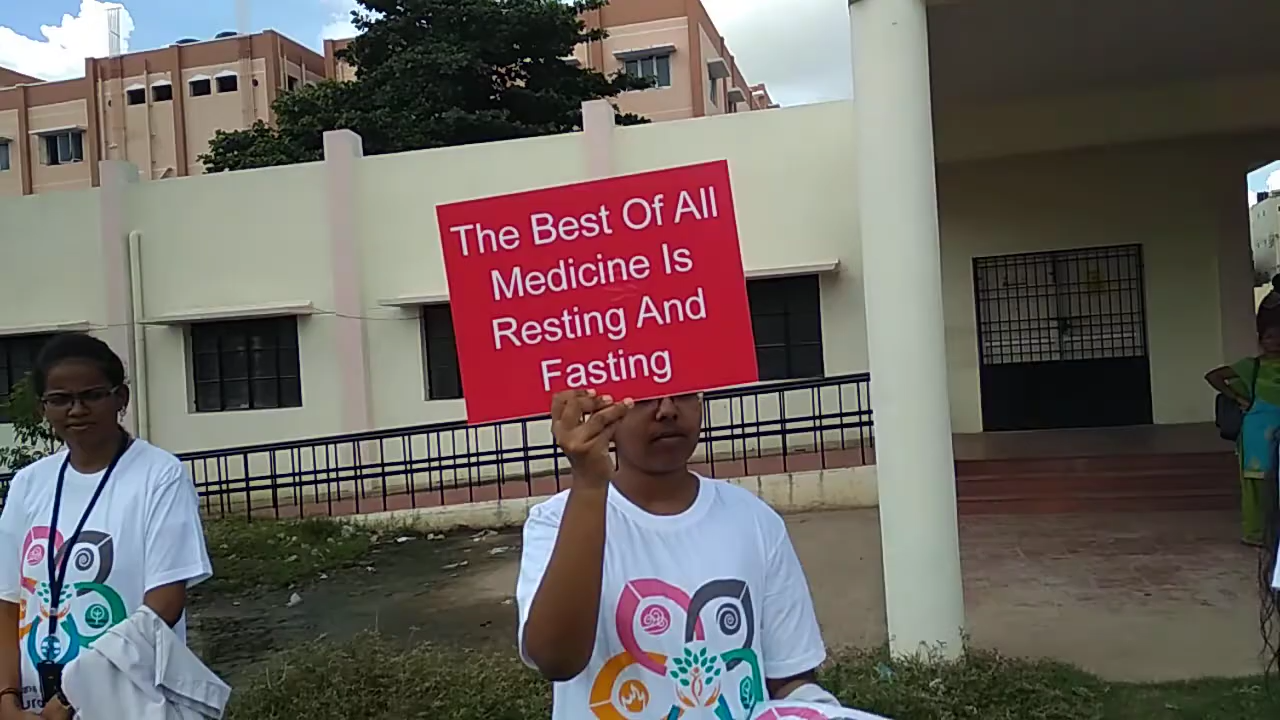 The Best Of All
Medicine Is
Resting And
Fasting